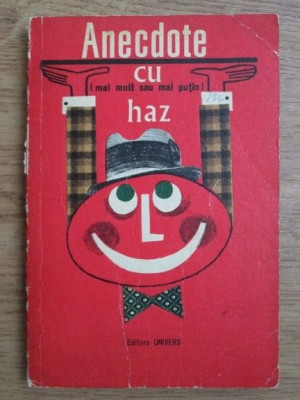 Anecdote
cu
(mai mult sau mai puțin)
haz
Editura UNIVERS